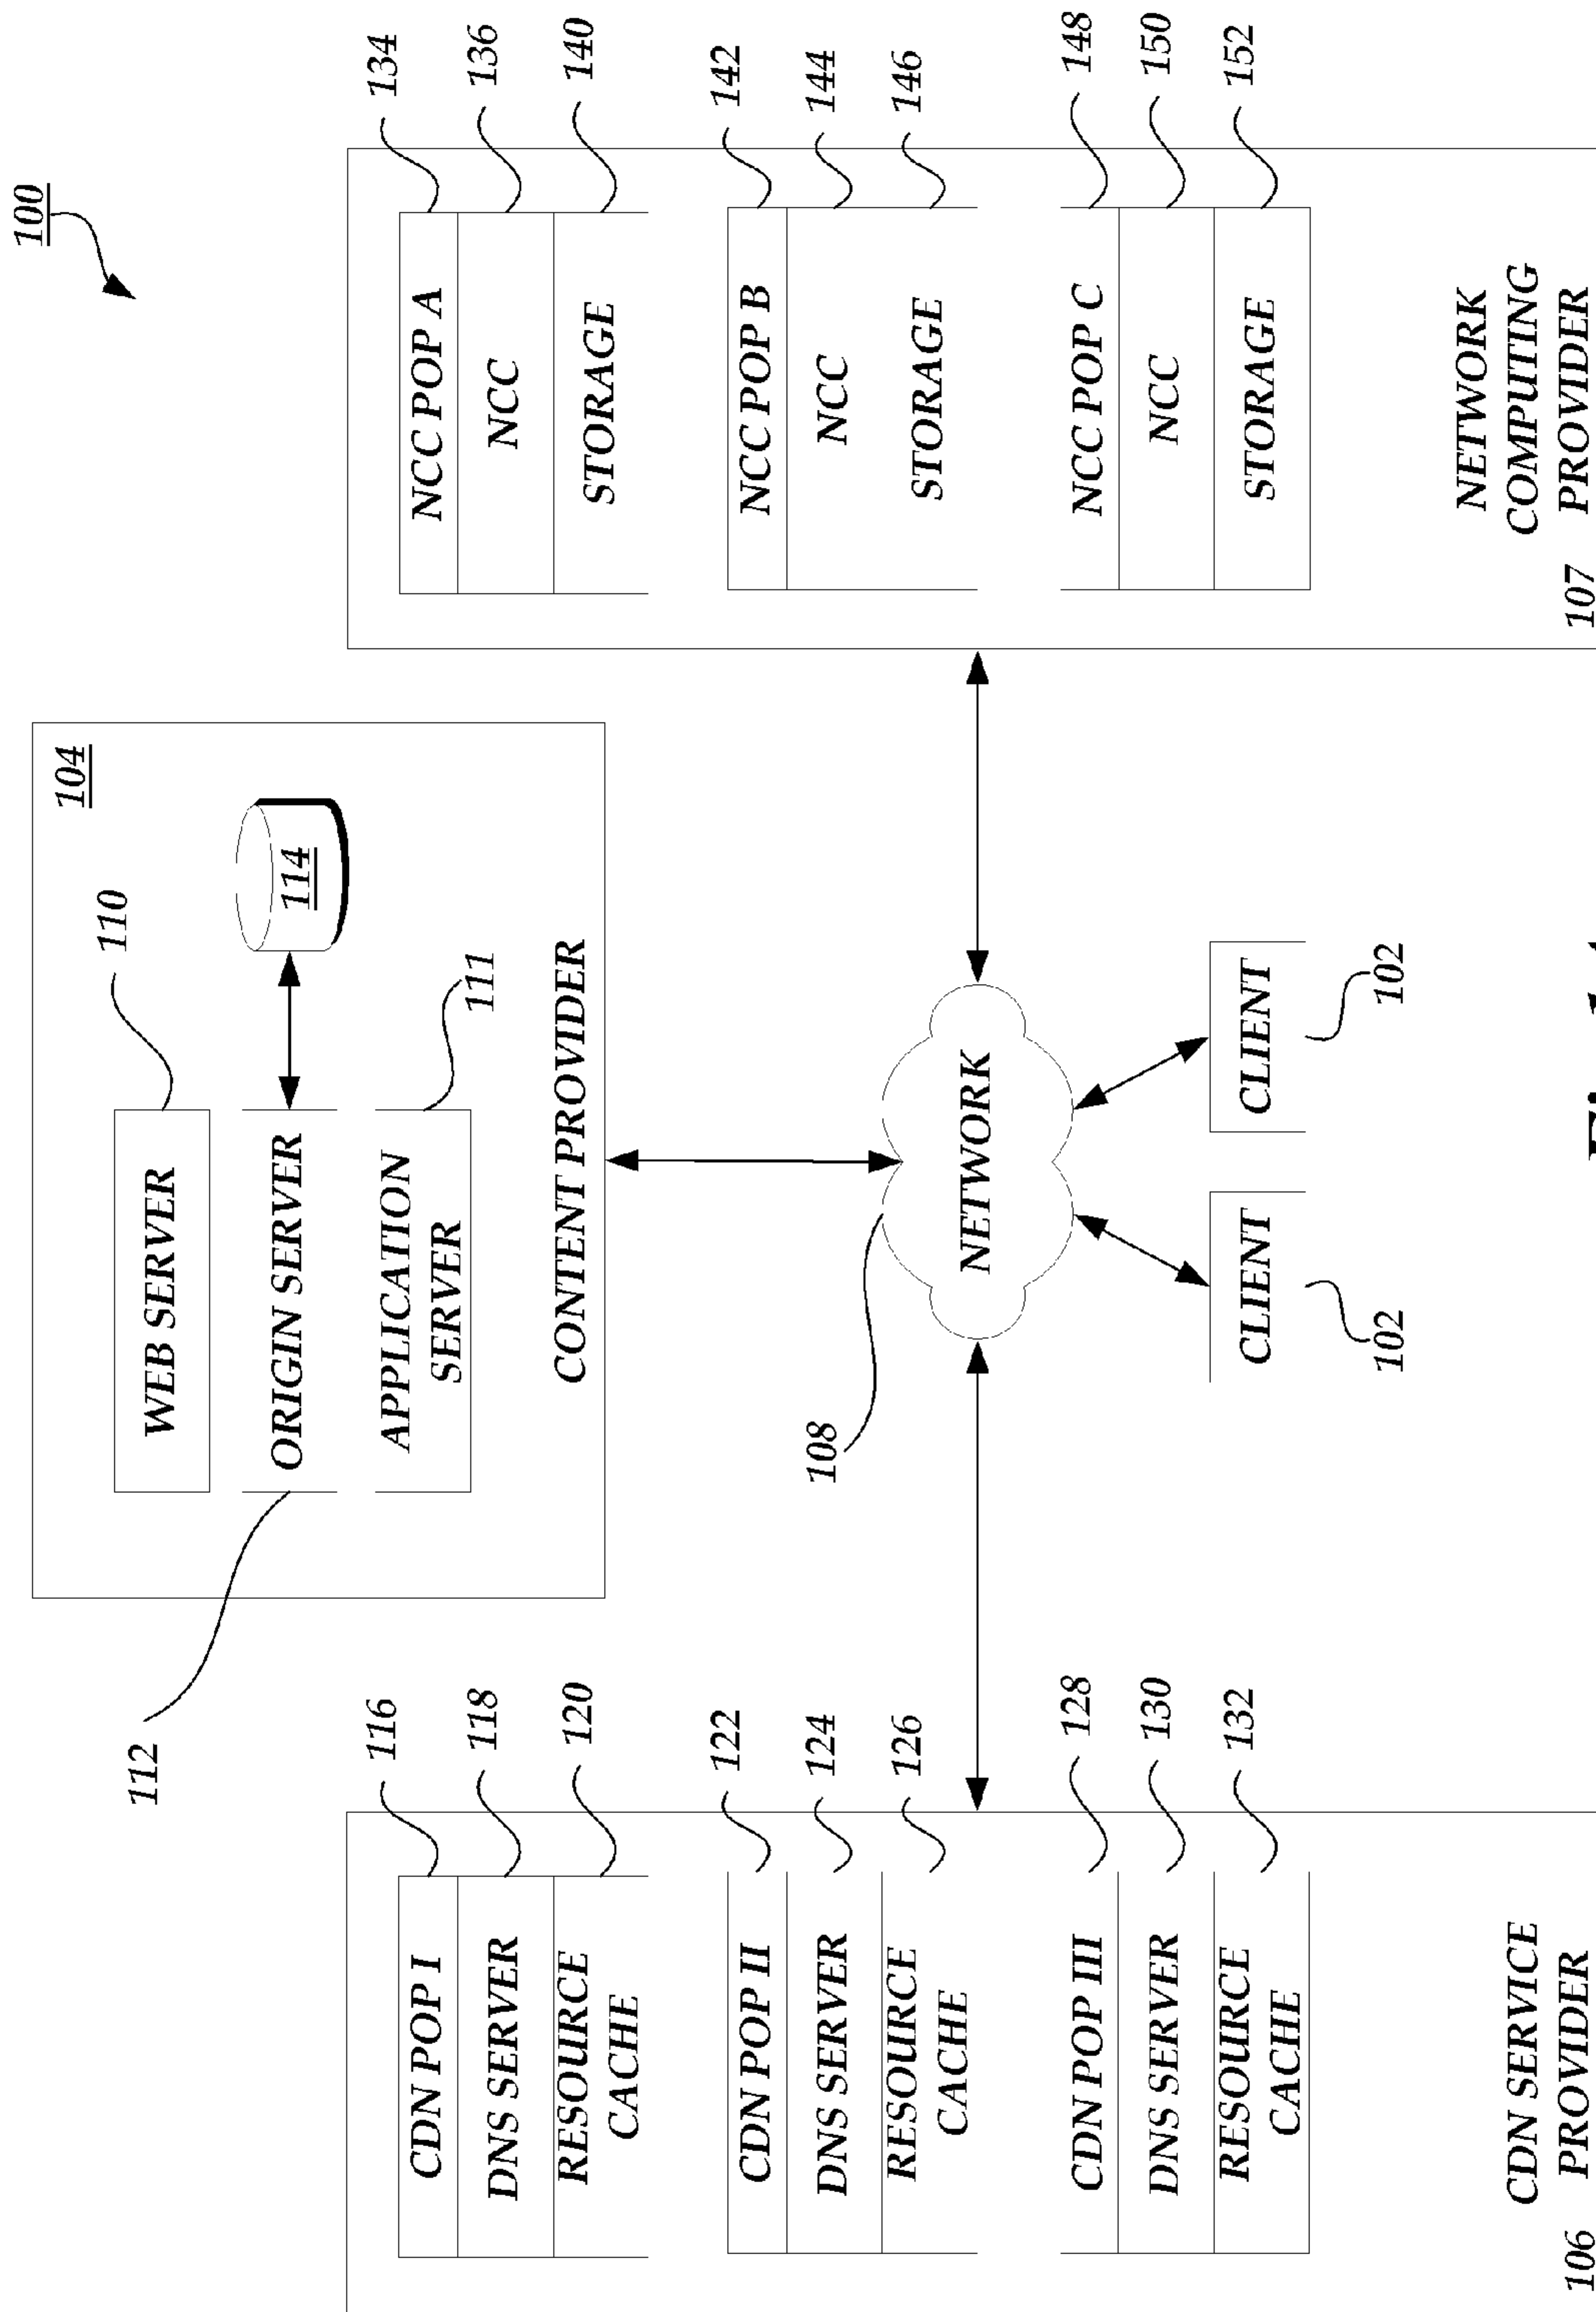 100
104
110
WEB SERVER
ORIGIN SERVER
114
APPLICATION
SERVER
111
112
CONTENT PROVIDER
CDN POP I
116
DNS SERVER
118
RESOURCE
CACHE
120
CDN POP II
122
DNS SERVER
124
RESOURCE
CACHE
126
CDN POP III
128
DNS SERVER
130
RESOURCE
CACHE
132
CDN SERVICE
PROVIDER
106
108
NETWORK
CLIENT
CLIENT
102
102
NCC POP A
134
NCC
136
STORAGE
140
NCC POP B
142
NCC
144
STORAGE
146
NCC POP C
148
NCC
150
STORAGE
152
NETWORK
COMPUTING
PROVIDER
107